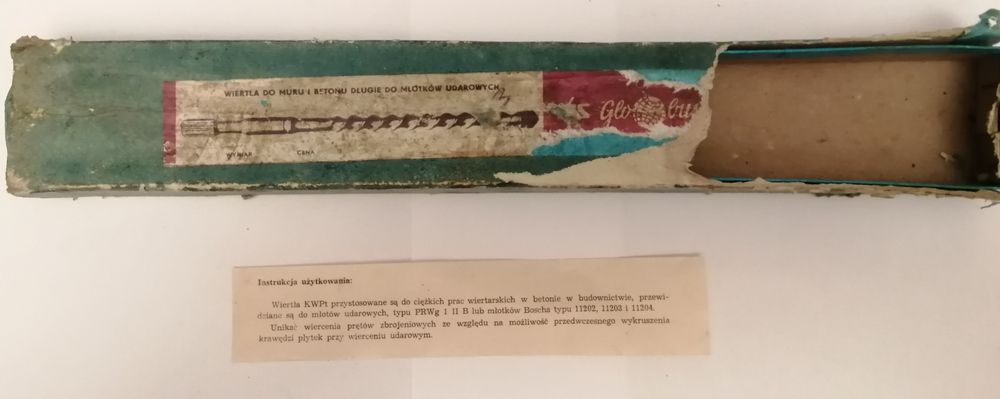 WIERTŁA DO MURU I BETONU DŁUGIE DO MŁOTKÓW UDAROWYCH
Globus
WYMIAR CENA
Instrukcja użytkowania:
Wiertła KWPt przystosowane są do ciężkich prac wiertarskich w betonie w budownictwie, przewi-
dziane są do młotów udarowych, typu PRWg 1 II B lub młotków Boscha typu 11202, 11203 i 11204.
Unikać wiercenia prętów zbrojeniowych ze względu na możliwość przedwczesnego wykruszenia
krawędzi płytek przy wierceniu udarowym.